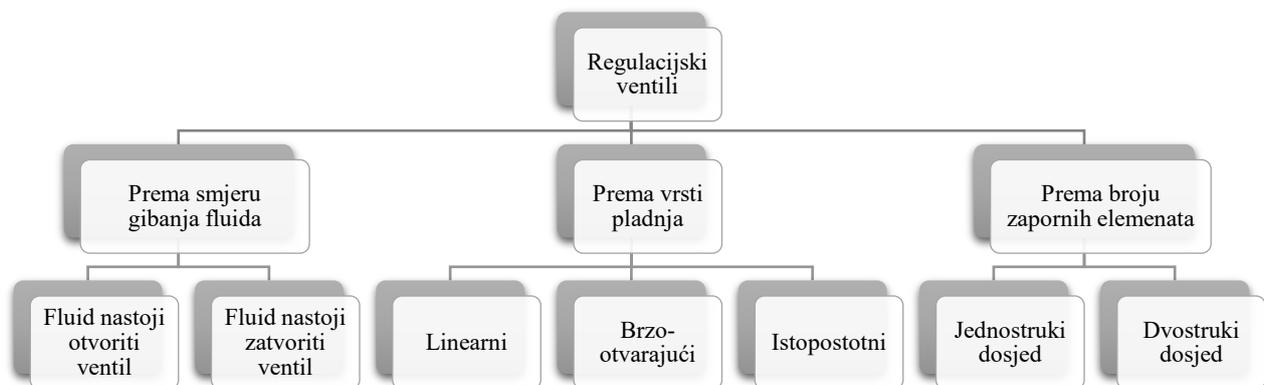 Regulacijski
ventili
Prema smjeru
gibanja fluida
Prema vrsti
pladnja
Prema broju
zapornih elemenata
Fluid nastoji
otvoriti
ventil
Fluid nastoji
zatvoriti
ventil
Linearni
Brzo-
otvarajući
Istopostotni
Jednostruki
dosjed
Dvostruki
dosjed